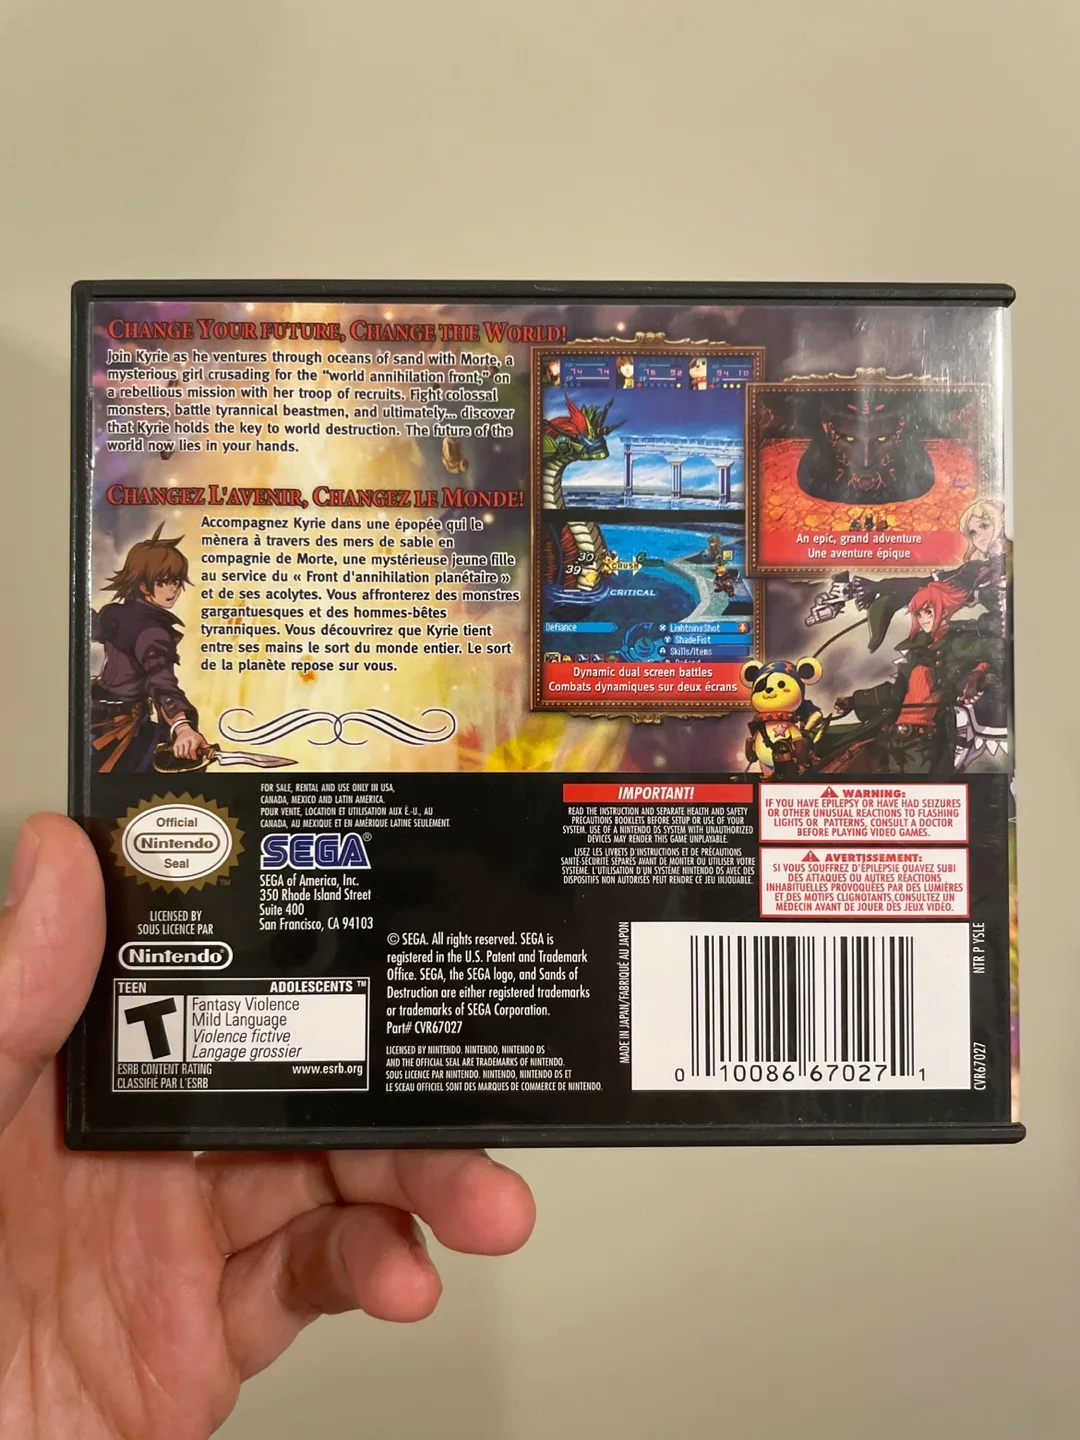 CHANGE YOUR FUTURE, CHANGE THE WORLD!
Join Kyrie as he ventures through oceans of sand with Morte, a
mysterious girl crusading for the "world annihilation front," on
a rebellious mission with her troop of recruits. Fight colossal
monsters, battle tyrannical beastmen, and ultimately... discover
that Kyrie holds the key to world destruction. The future of the
world now lies in your hands.
CHANGEZ L'AVENIR, CHANGEZ LE MONDE!
Accompagnez Kyrie dans une épopée qui le
mènera à travers des mers de sable en
compagnie de Morte, une mystérieuse jeune fille
au service du « Front d'annihilation planétaire »
et de ses acolytes. Vous affronterez des monstres
gargantuesques et des hommes-bêtes
tyranniques. Vous découvrirez que Kyrie tient
entre ses mains le sort du monde entier. Le sort
de la planète repose sur vous.
30
39
CRUSH
CRITICAL
Defiance
LightningShot
ShadeFist
Skills/Items
Defend
Dynamic dual screen battles
Combats dynamiques sur deux écrans
An epic, grand adventure
Une aventure épique
Official
Nintendo
Seal
TM
LICENSED BY
SOUS LICENCE PAR
Nintendo®
FOR SALE, RENTAL AND USE ONLY IN USA,
CANADA, MEXICO AND LATIN AMERICA.
POUR VENTE, LOCATION ET UTILISATION AUX É.-U., AU
CANADA, AU MEXIQUE ET EN AMÉRIQUE LATINE SEULEMENT.
SEGA®
SEGA of America, Inc.
350 Rhode Island Street
Suite 400
San Francisco, CA 94103
TEEN ADOLESCENTS ™
T
Fantasy Violence
Mild Language
Violence fictive
Langage grossier
ESRB CONTENT RATING www.esrb.org
CLASSIFIÉ PAR L'ESRB
© SEGA. All rights reserved. SEGA is
registered in the U.S. Patent and Trademark
Office. SEGA, the SEGA logo, and Sands of
Destruction are either registered trademarks
or trademarks of SEGA Corporation.
Part# CVR67027
LICENSED BY NINTENDO. NINTENDO, NINTENDO DS
AND THE OFFICIAL SEAL ARE TRADEMARKS OF NINTENDO.
SOUS LICENCE PAR NINTENDO. NINTENDO, NINTENDO DS ET
LE SCEAU OFFICIEL SONT DES MARQUES DE COMMERCE DE NINTENDO.
IMPORTANT!
READ THE INSTRUCTION AND SEPARATE HEALTH AND SAFETY
PRECAUTIONS BOOKLETS BEFORE SETUP OR USE OF YOUR
SYSTEM. USE OF A NINTENDO DS SYSTEM WITH UNAUTHORIZED
DEVICES MAY RENDER THIS GAME UNPLAYABLE.
LISEZ LES LIVRETS D'INSTRUCTIONS ET DE PRÉCAUTIONS
SANTÉ-SÉCURITÉ SÉPARÉS AVANT DE MONTER OU UTILISER VOTRE
SYSTÈME. L'UTILISATION D'UN SYSTÈME NINTENDO DS AVEC DES
DISPOSITIFS NON AUTORISÉS PEUT RENDRE CE JEU INJOUABLE.
WARNING:
IF YOU HAVE EPILEPSY OR HAVE HAD SEIZURES
OR OTHER UNUSUAL REACTIONS TO FLASHING
LIGHTS OR PATTERNS, CONSULT A DOCTOR
BEFORE PLAYING VIDEO GAMES.
AVERTISSEMENT:
SI VOUS SOUFFREZ D'ÉPILEPSIE OU AVEZ SUBI
DES ATTAQUES OU AUTRES RÉACTIONS
INHABITUELLES PROVOQUÉES PAR DES LUMIÈRES
ET DES MOTIFS CLIGNOTANTS, CONSULTEZ UN
MÉDECIN AVANT DE JOUER DES JEUX VIDÉO.
MADE IN JAPAN/FABRIQUÉ AU JAPON
0 10086 67027 1
NTR P YSLE
CVR67027